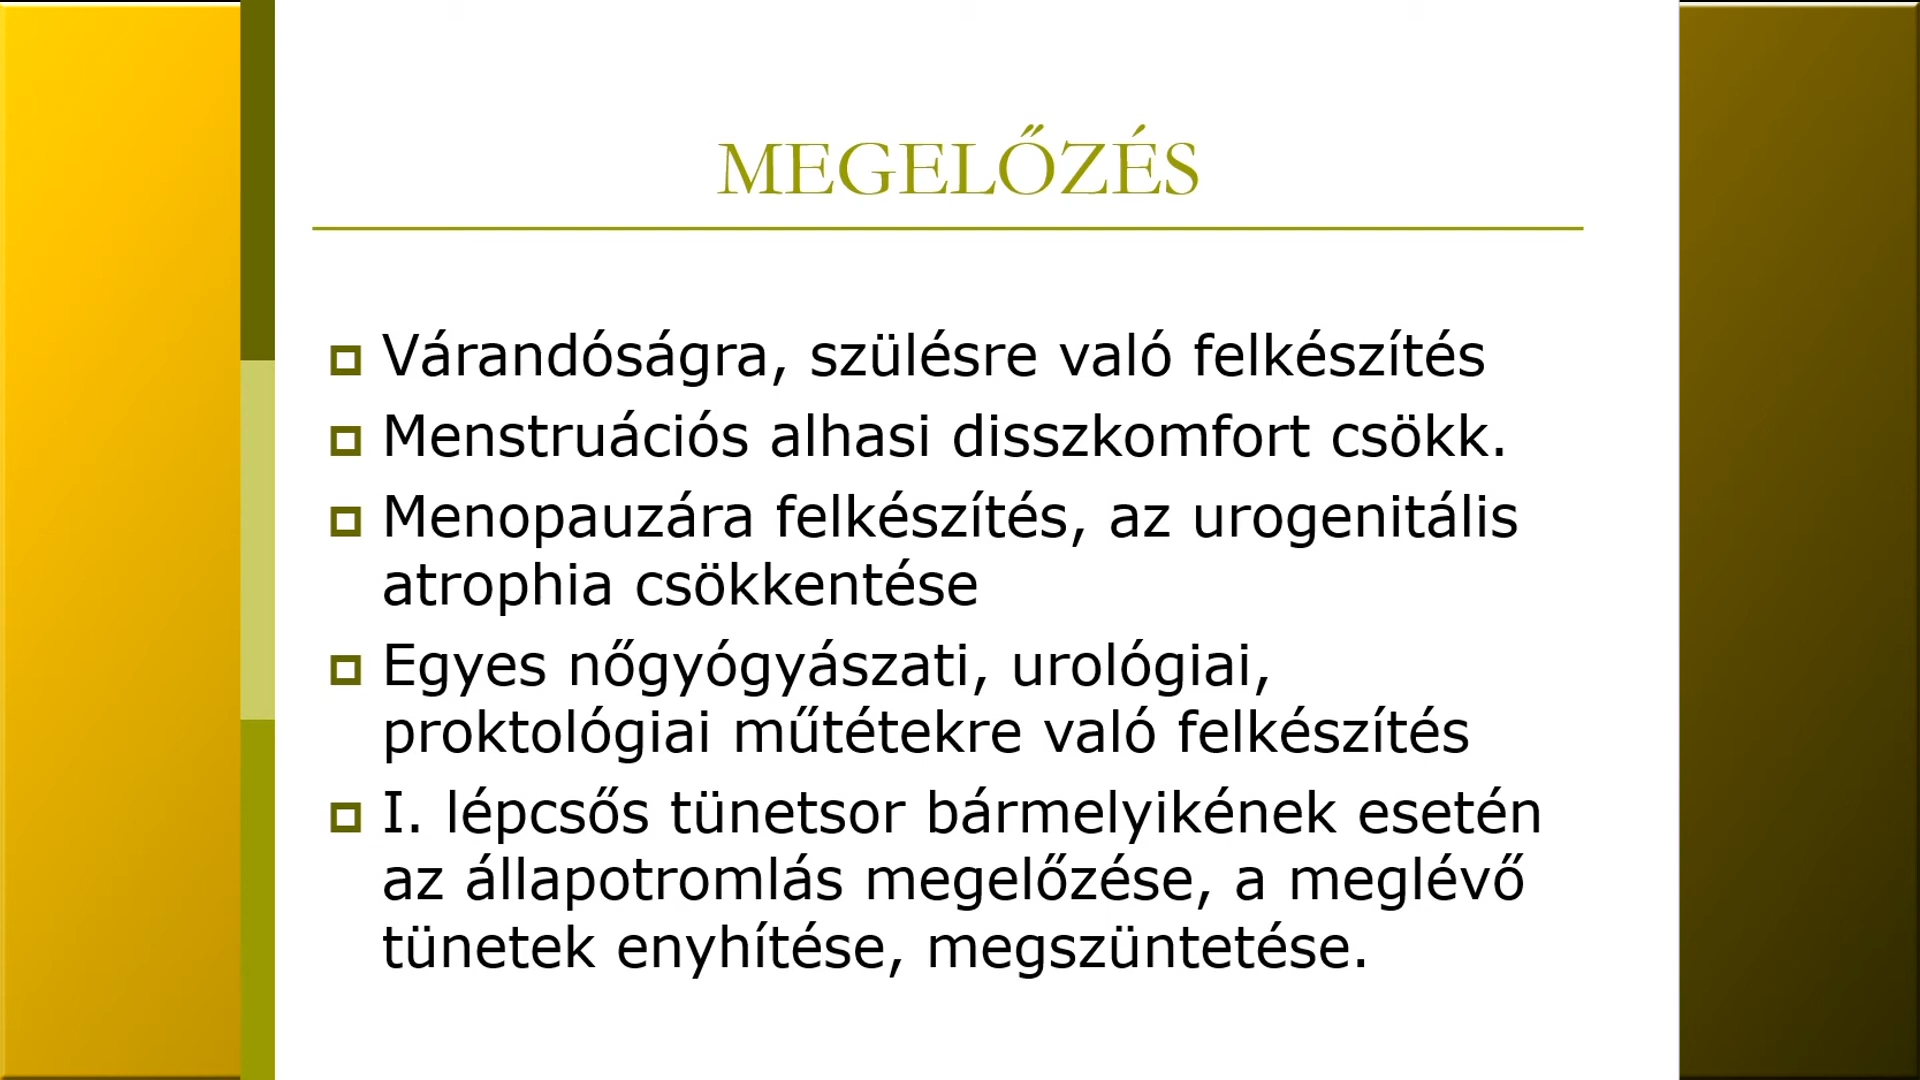 MEGELŐZÉS
Várandóságra, szülésre való felkészítés
Menstruációs alhasi disszkomfort csökk.
Menopauzára felkészítés, az urogenitális
atrophia csökkentése
Egyes nőgyógyászati, urológiai,
proktológiai műtétekre való felkészítés
I. lépcsős tünetsor bármelyikének esetén
az állapotromlás megelőzése, a meglévő
tünetek enyhítése, megszüntetése.